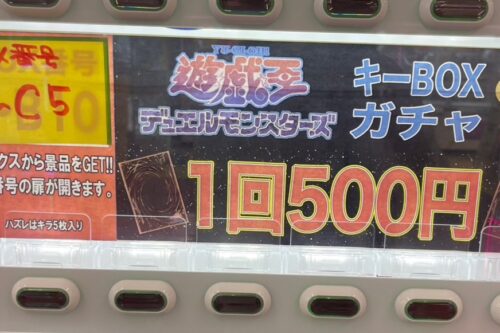 番号
C5
YU-GI-OH!
遊戯王
デュエルモンスターズ
キーBOX
ガチャ
1回500円
クスから景品をGET!!
番号の扉が開きます。
ハズレはキラ5枚入り